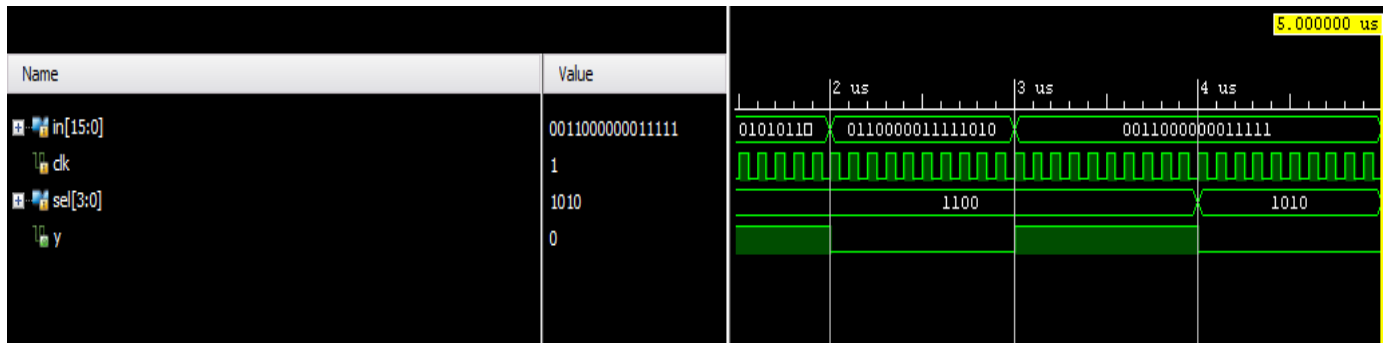 5.000000 us
Name Value
2 us 3 us 4 us
in[15:0] 0011000000011111 0101011 0110000011111010 0011000000011111
clk 1
sel[3:0] 1010 1100 1010
y 0